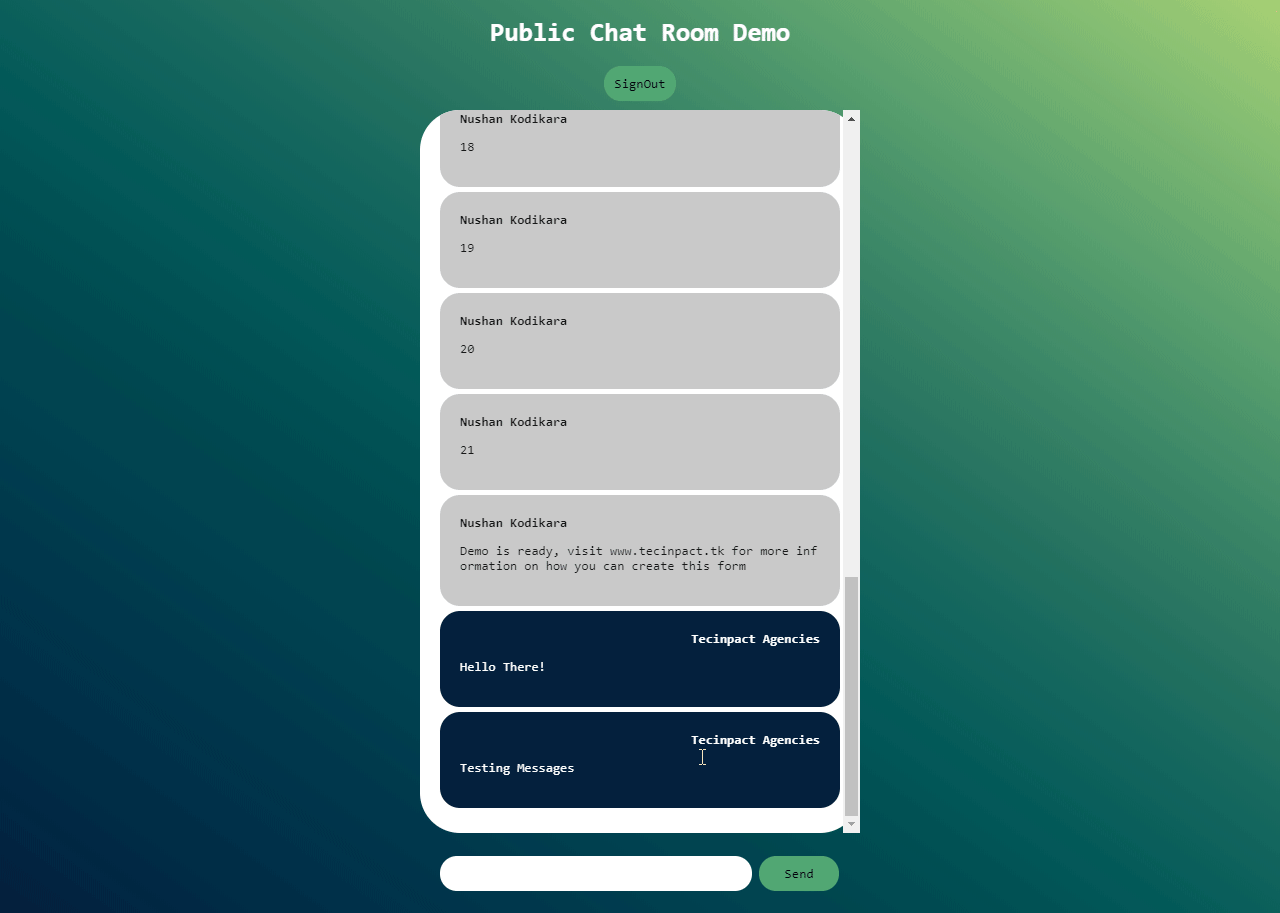 Public Chat Room Demo
SignOut
Nushan Kodikara
18
Nushan Kodikara
19
Nushan Kodikara
20
Nushan Kodikara
21
Nushan Kodikara
Demo is ready, visit www.tecinpact.tk for more inf
ormation on how you can create this form
Tecinpact Agencies
Hello There!
Tecinpact Agencies
Testing Messages
Send